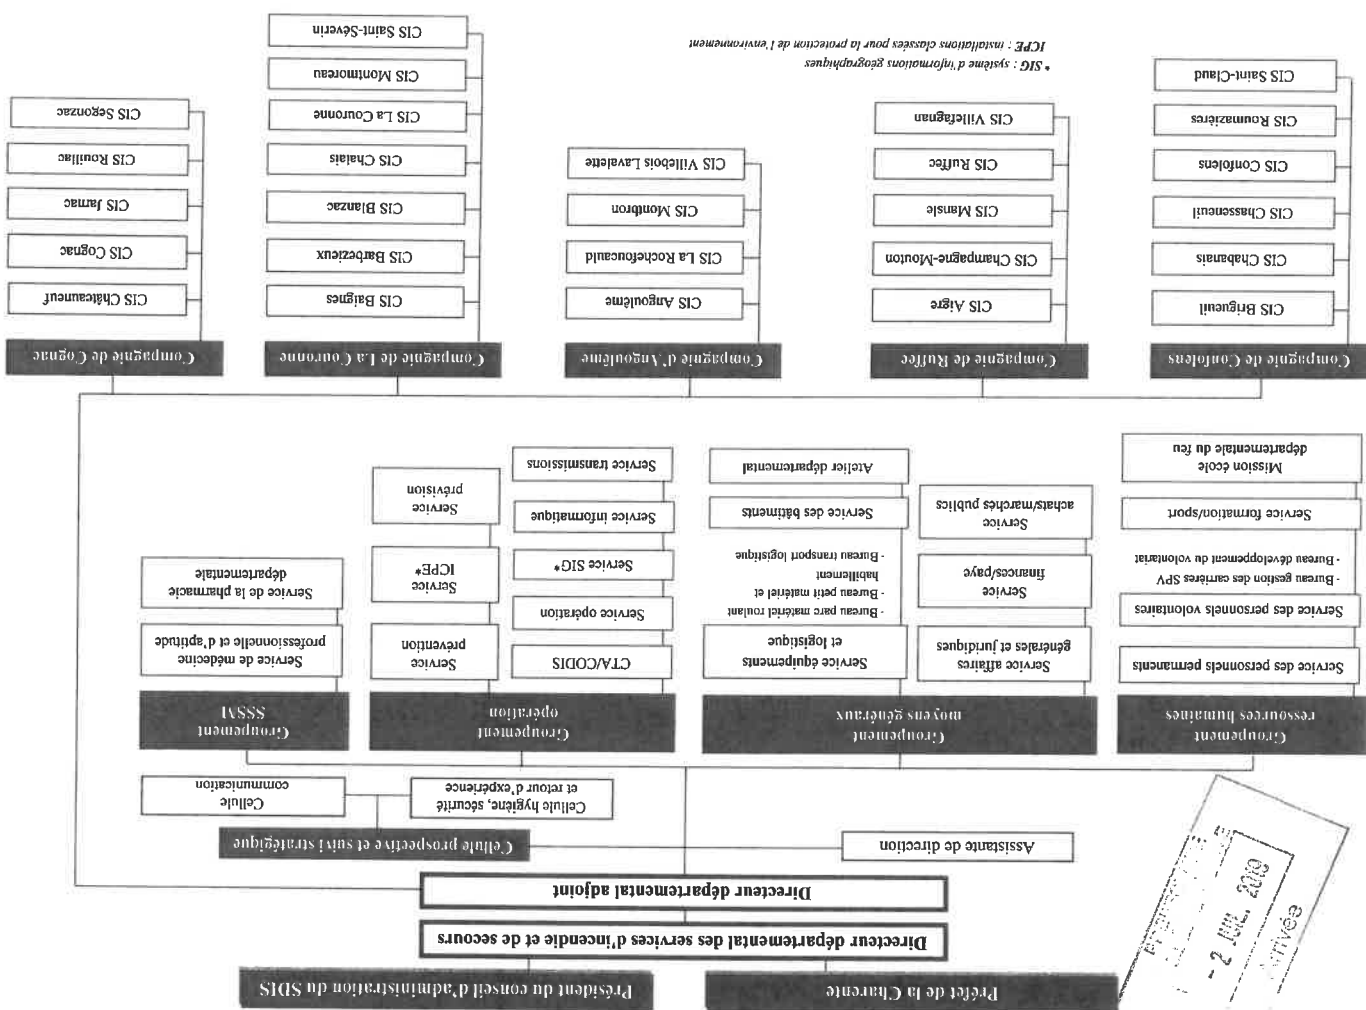 Préfet de la Charente
Président du conseil d'administration du SDIS
Directeur départemental des services d'incendie et de secours
Directeur départemental adjoint
Arrivée
- 2 JUIL. 2019
Assistante de direction
Cellule prospective et suivi stratégique
Cellule hygiène, sécurité
et retour d'expérience
Cellule
communication
Groupement
ressources humaines
Service des personnels permanents
Service des personnels volontaires
- Bureau gestion des carrières SPV
- Bureau développement du volontariat
Service formation/sport
Mission école
départementale du feu
Groupement
moyens généraux
Service affaires
générales et juridiques
Service
finances/paye
Service
achats/marchés publics
Service équipements
et logistique
- Bureau parc matériel roulant
- Bureau petit matériel et
habillement
- Bureau transport logistique
Service des bâtiments
Atelier départemental
Groupement
opération
CTA/CODIS
Service opération
Service SIG*
Service informatique
Service transmissions
Service
prévention
Service
ICPE*
Service
prévision
Groupement
SSSM
Service de médecine
professionnelle et d'aptitude
Service de la pharmacie
départementale
Compagnie de Confolens
CIS Brigueuil
CIS Chabanais
CIS Chasseneuil
CIS Confolens
CIS Roumazières
CIS Saint-Claud
Compagnie de Ruffec
CIS Aigre
CIS Champagne-Mouton
CIS Mansle
CIS Ruffec
CIS Villefagnan
Compagnie d'Angoulême
CIS Angoulême
CIS La Rochefoucauld
CIS Montbron
CIS Villebois Lavalette
Compagnie de La Couronne
CIS Baignes
CIS Barbezieux
CIS Blanzac
CIS Chalais
CIS La Couronne
CIS Montmoreau
CIS Saint-Séverin
Compagnie de Cognac
CIS Châteauneuf
CIS Cognac
CIS Jarnac
CIS Rouillac
CIS Segonzac
* SIG : système d'informations géographiques
ICPE : installations classées pour la protection de l'environnement